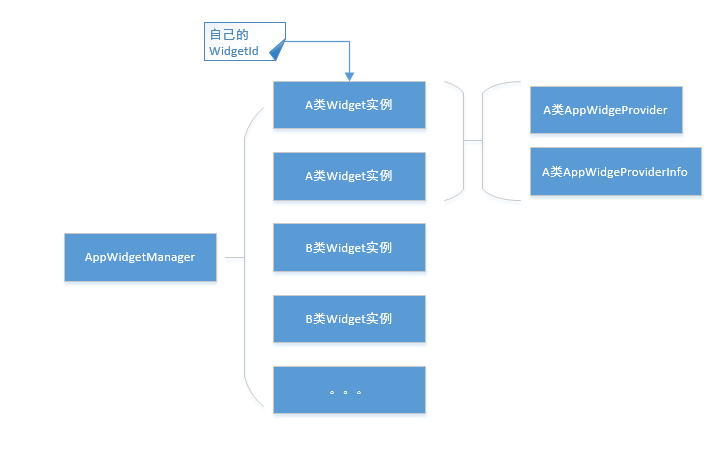 自己的
WidgetId
A类Widget实例
A类AppWidgeProvider
A类Widget实例
A类AppWidgeProviderInfo
AppWidgetManager
B类Widget实例
B类Widget实例
。。。